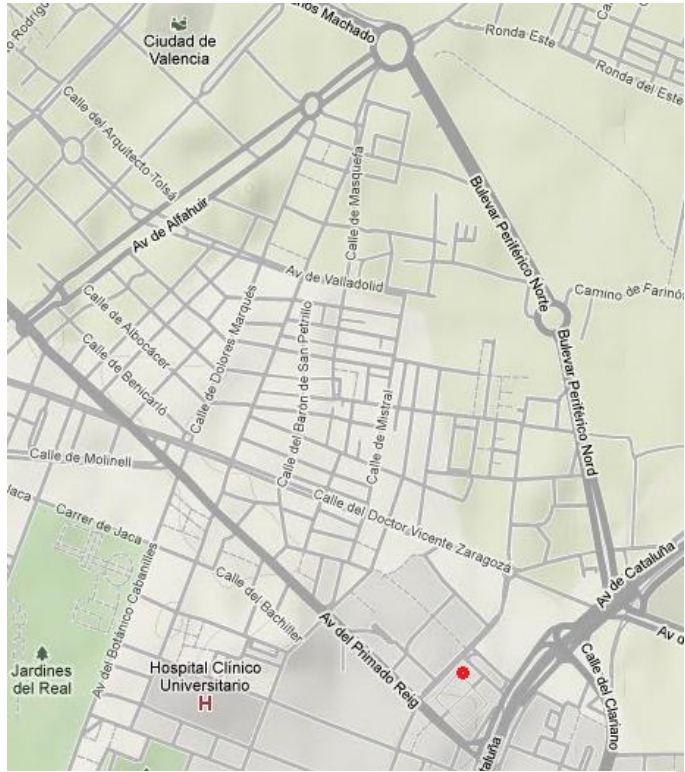 Machado
Ciudad de
Valencia
Ronda Este
Ronda del Este
Calle del Arquitecto Tolsá
Av de Alfahuir
Calle de Masquefa
Bulevar Periférico Norte
Av de Valladolid
Camino de Farinós
Calle de Albocácer
Calle de Benicarló
Calle de Dolores Marqués
Calle del Barón de San Petrillo
Calle de Mistral
Bulevar Periférico Nord
Calle de Molinell
Jaca
Carrer de Jaca
Calle del Doctor Vicente Zaragoza
Av del Botánico Cabanilles
Calle del Bachiller
Av de Cataluña
Av del Primado Reig
Jardines
del Real
Hospital Clínico
Universitario
H
Calle del Clariano